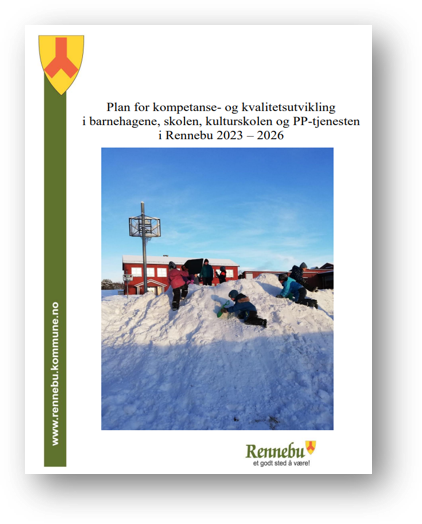 Plan for kompetanse- og kvalitetsutvikling
i barnehagene, skolen, kulturskolen og PP-tjenesten
i Rennebu 2023 – 2026
www.rennebu.kommune.no
Rennebu
et godt sted å være!